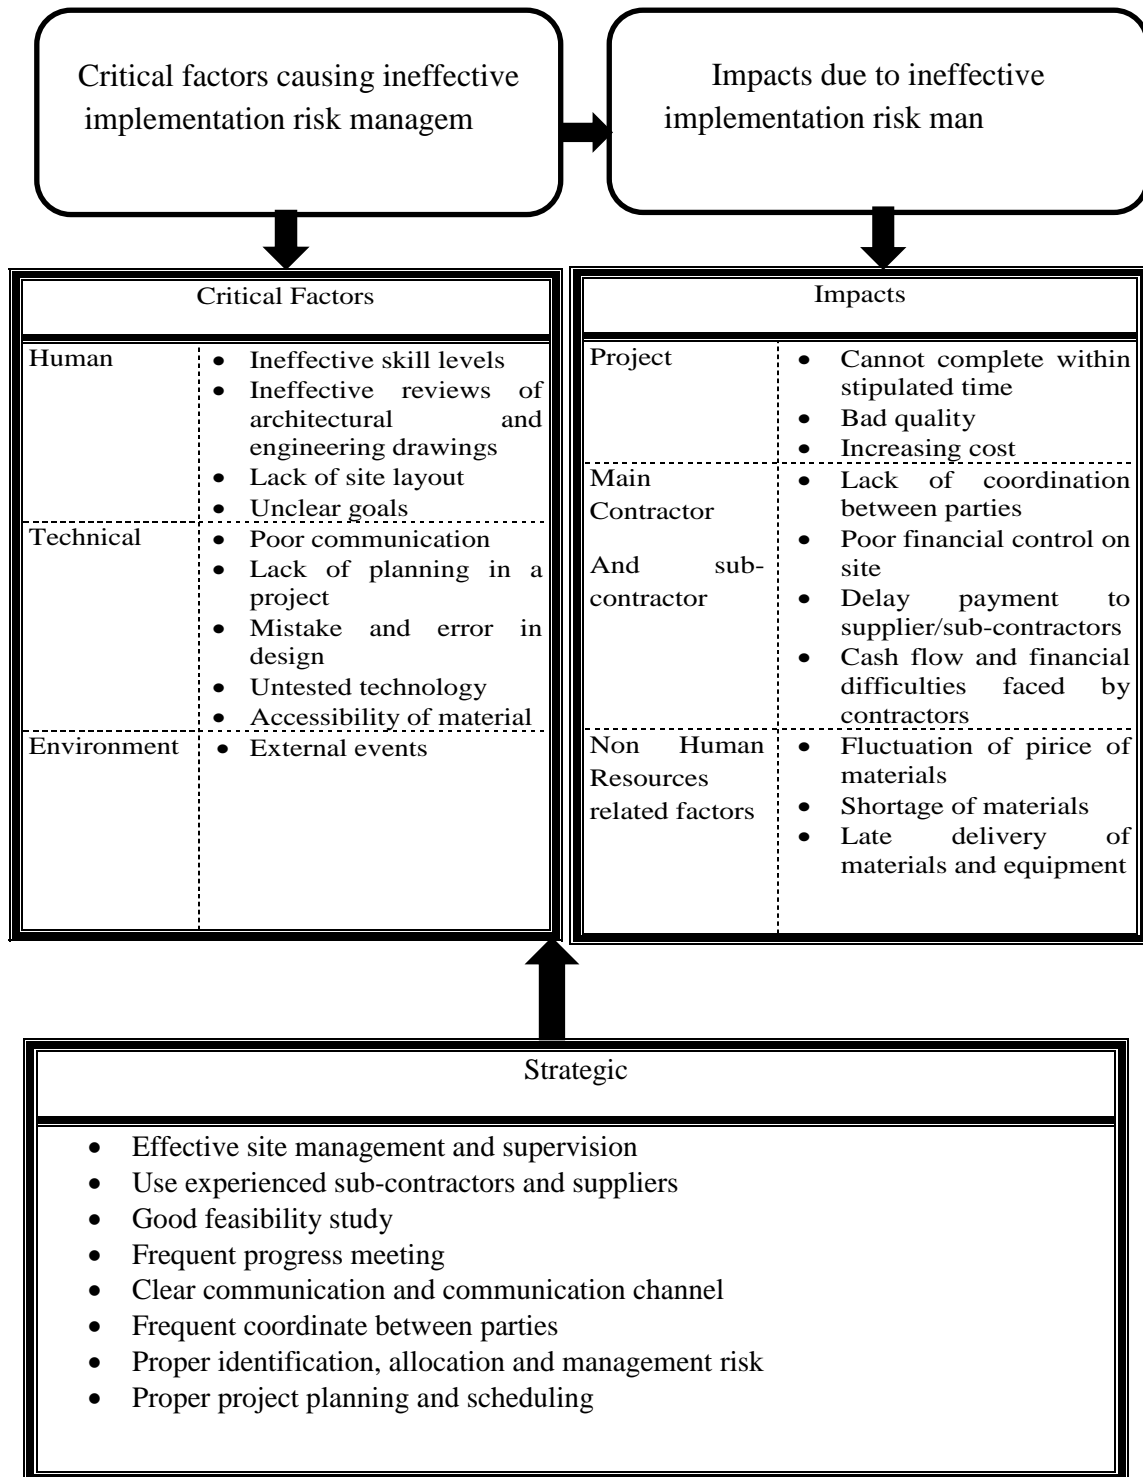 Critical factors causing ineffective
implementation risk managem
Impacts due to ineffective
implementation risk man
Critical Factors
Human
• Ineffective skill levels
• Ineffective reviews of
architectural and
engineering drawings
• Lack of site layout
• Unclear goals
Technical
• Poor communication
• Lack of planning in a
project
• Mistake and error in
design
• Untested technology
• Accessibility of material
Environment
• External events
Impacts
Project
• Cannot complete within
stipulated time
• Bad quality
• Increasing cost
Main
Contractor
And sub-
contractor
• Lack of coordination
between parties
• Poor financial control on
site
• Delay payment to
supplier/sub-contractors
• Cash flow and financial
difficulties faced by
contractors
Non Human
Resources
related factors
• Fluctuation of pirice of
materials
• Shortage of materials
• Late delivery of
materials and equipment
Strategic
• Effective site management and supervision
• Use experienced sub-contractors and suppliers
• Good feasibility study
• Frequent progress meeting
• Clear communication and communication channel
• Frequent coordinate between parties
• Proper identification, allocation and management risk
• Proper project planning and scheduling